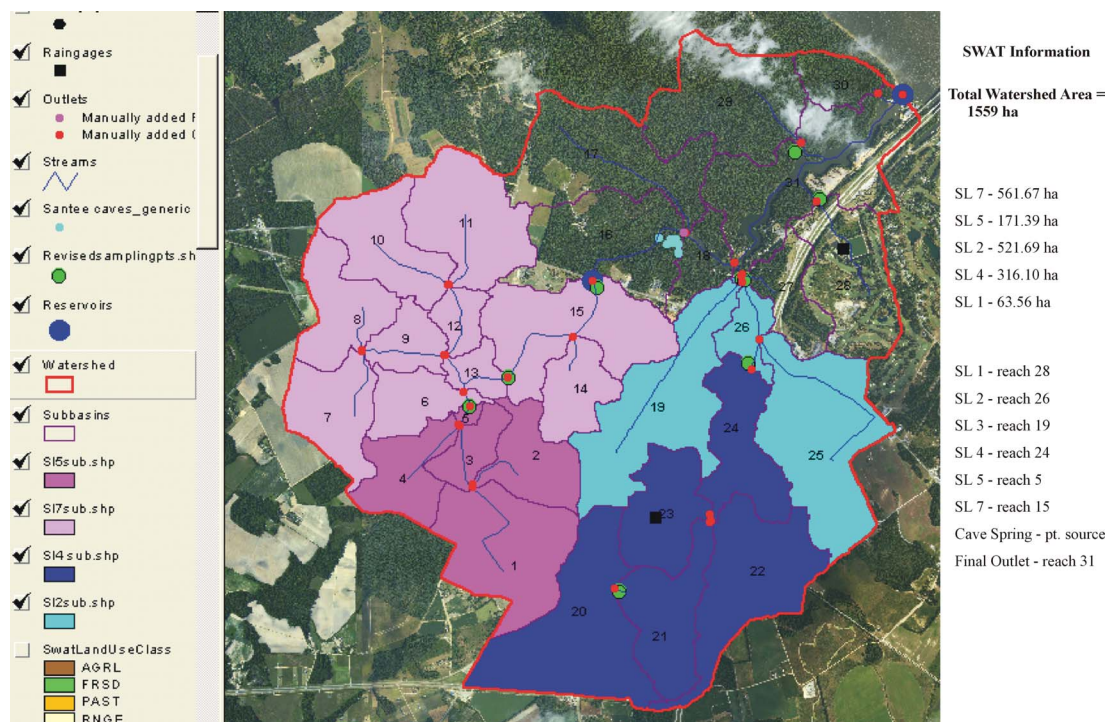 Raingages
Outlets
Manually added F
Manually added (
Streams
Santee caves_generic
Revisedsamplingpts.sh
Reservoirs
Watershed
Subbasins
Sl5sub.shp
Sl7sub.shp
Sl4sub.shp
Sl2sub.shp
SwatLandUseClass
AGRL
FRSD
PAST
RNGE
30
29
17
31
11
10
16
18
27
28
8
12
15
9
26
13
14
7
6
5
19
24
2
3
4
25
23
1
22
20
21
SWAT Information
Total Watershed Area =
1559 ha
SL 7 - 561.67 ha
SL 5 - 171.39 ha
SL 2 - 521.69 ha
SL 4 - 316.10 ha
SL 1 - 63.56 ha
SL 1 - reach 28
SL 2 - reach 26
SL 3 - reach 19
SL 4 - reach 24
SL 5 - reach 5
SL 7 - reach 15
Cave Spring - pt. source
Final Outlet - reach 31